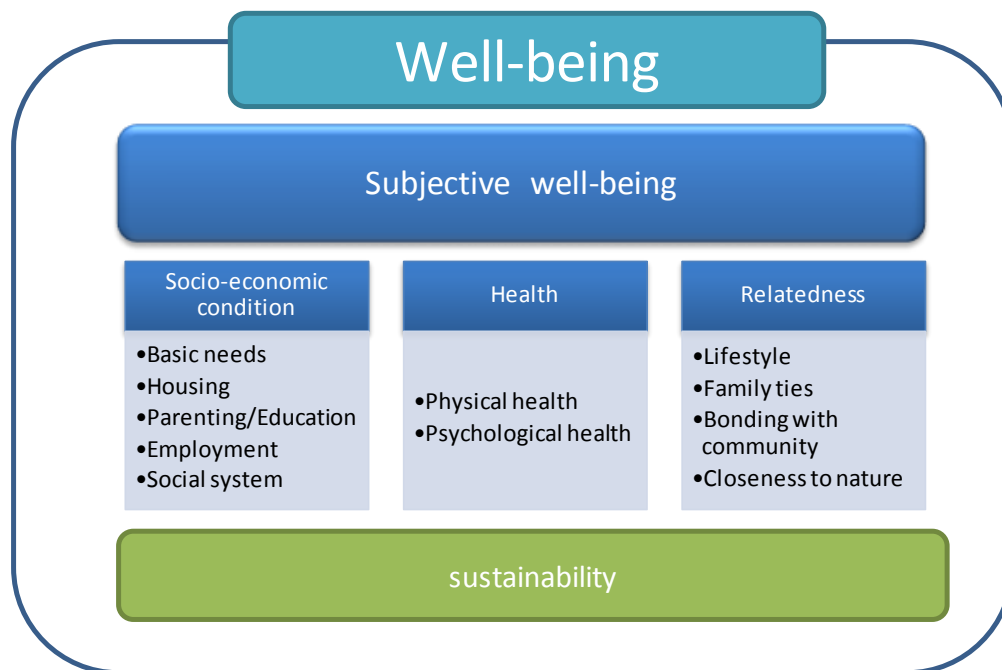 Well-being
Subjective well-being
Socio-economic
condition
•Basic needs
•Housing
•Parenting/Education
•Employment
•Social system
Health
•Physical health
•Psychological health
Relatedness
•Lifestyle
•Family ties
•Bonding with
community
•Closeness to nature
sustainability